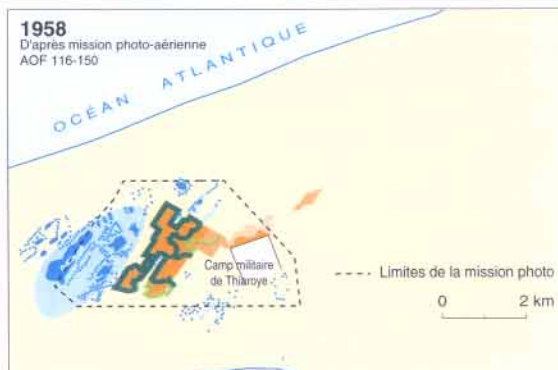 1958
D'après mission photo-aérienne
AOF 116-150
OCÉAN ATLANTIQUE
Camp militaire
de Thiaroye
Limites de la mission photo
0 2 km